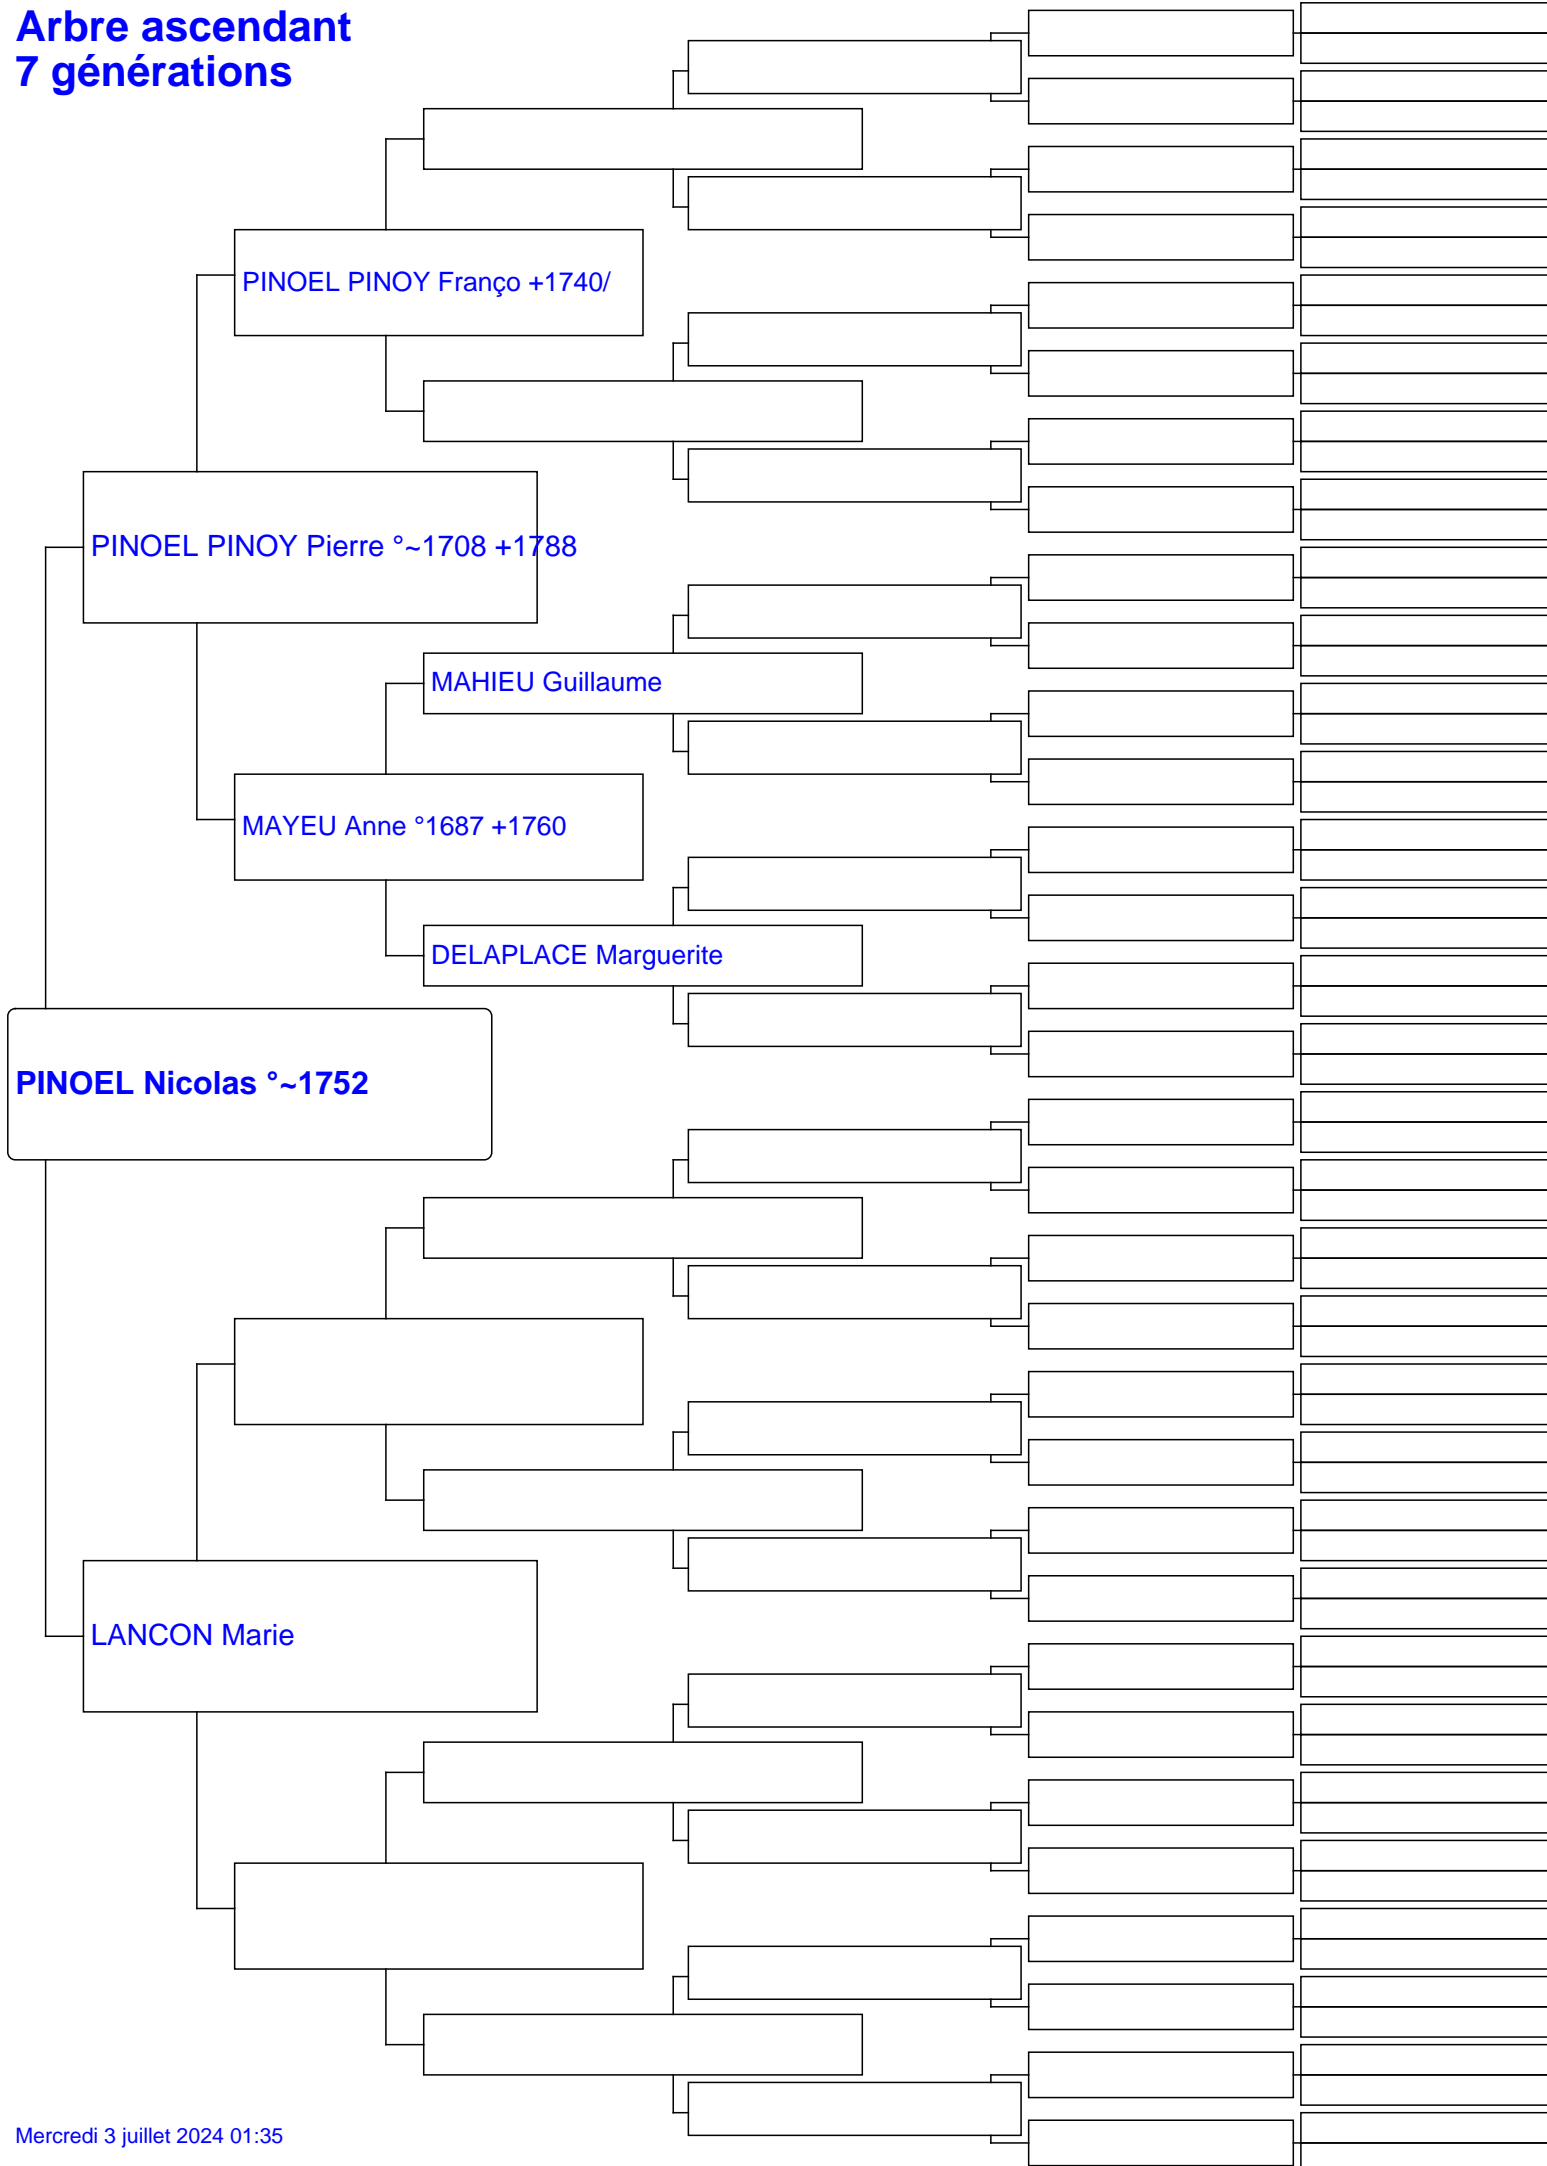 Arbre ascendant
7 générations
PINOEL PINOY Franço +1740/
PINOEL PINOY Pierre °~1708 +1788
MAHIEU Guillaume
MAYEU Anne °1687 +1760
DELAPLACE Marguerite
PINOEL Nicolas °~1752
LANCON Marie
Mercredi 3 juillet 2024 01:35